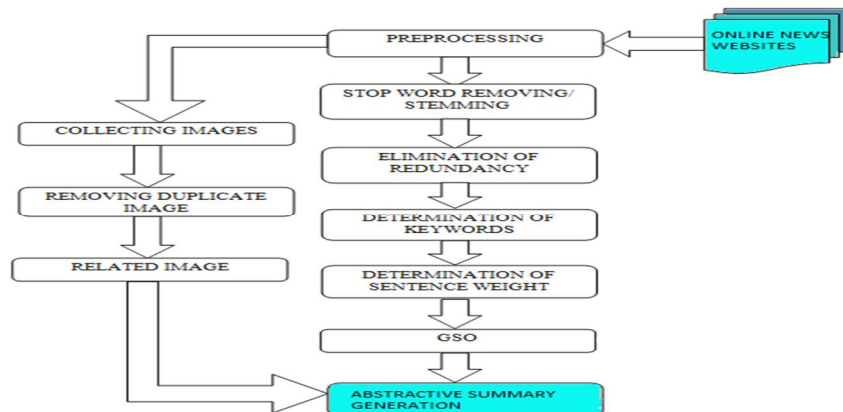 ONLINE NEWS
WEBSITES
PREPROCESSING
STOP WORD REMOVING/
STEMMING
COLLECTING IMAGES
ELIMINATION OF
REDUNDANCY
REMOVING DUPLICATE
IMAGE
DETERMINATION OF
KEYWORDS
RELATED IMAGE
DETERMINATION OF
SENTENCE WEIGHT
GSO
ABSTRACTIVE SUMMARY
GENERATION